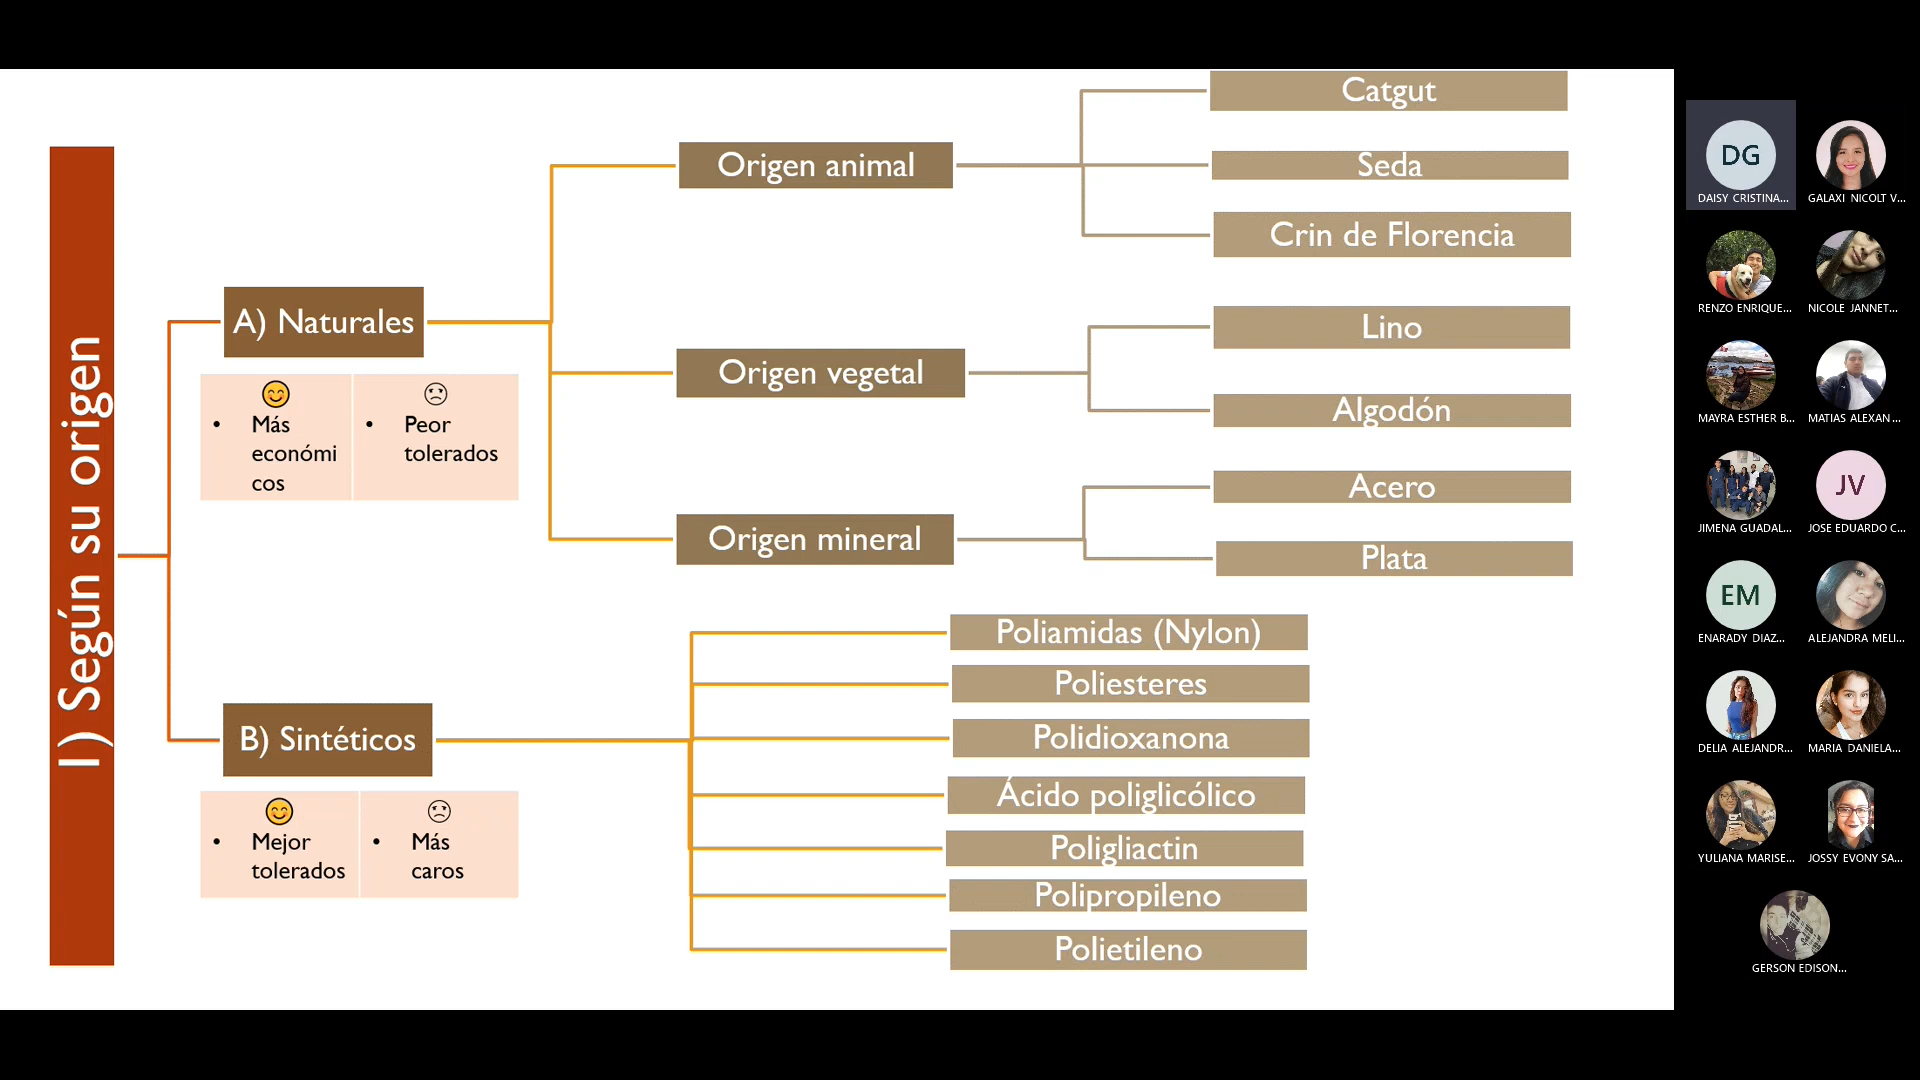 I) Según su origen
A) Naturales
• Más
económi
cos
• Peor
tolerados
Origen animal
Catgut
Seda
Crin de Florencia
Origen vegetal
Lino
Algodón
Origen mineral
Acero
Plata
B) Sintéticos
• Mejor
tolerados
• Más
caros
Poliamidas (Nylon)
Poliesteres
Polidioxanona
Ácido poliglicólico
Poligliactin
Polipropileno
Polietileno
DG
DAISY CRISTINA...
GALAXI NICOLT V...
RENZO ENRIQUE...
NICOLE JANNET...
MAYRA ESTHER B...
MATIAS ALEXAN...
JIMENA GUADAL...
JV
JOSE EDUARDO C...
EM
ENARADY DIAZ...
ALEJANDRA MELI...
DELIA ALEJANDR...
MARIA DANIELA...
YULIANA MARISE...
JOSSY EVONY SA...
GERSON EDISON...